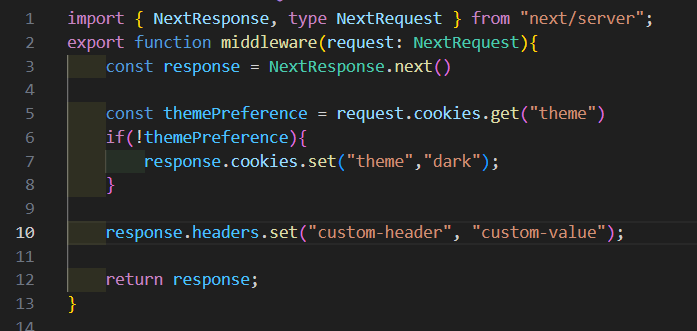 1 import { NextResponse, type NextRequest } from "next/server";
2 export function middleware(request: NextRequest){
3 const response = NextResponse.next()
4
5 const themePreference = request.cookies.get("theme")
6 if(!themePreference){
7 response.cookies.set("theme","dark");
8 }
9
10 response.headers.set("custom-header", "custom-value");
11
12 return response;
13 }
14